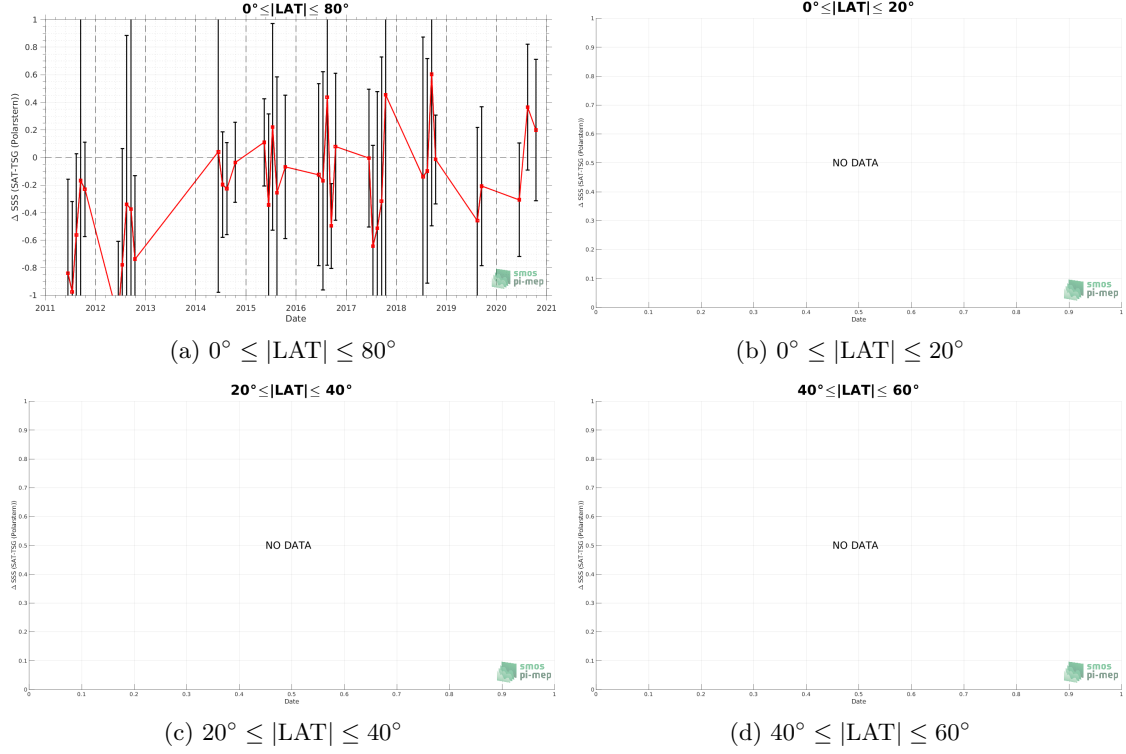 0°≤|LAT|≤ 80°
Δ SSS (SAT-TSG (Polarstern))
1
0.8
0.6
0.4
0.2
0
-0.2
-0.4
-0.6
-0.8
-1
2011 2012 2013 2014 2015 2016 2017 2018 2019 2020 2021
Date
smos
pi-mep
(a) 0° ≤ |LAT| ≤ 80°
0°≤|LAT|≤ 20°
Δ SSS (SAT-TSG (Polarstern))
1
0.9
0.8
0.7
0.6
0.5
0.4
0.3
0.2
0.1
0
NO DATA
0 0.1 0.2 0.3 0.4 0.5 0.6 0.7 0.8 0.9 1
Date
smos
pi-mep
(b) 0° ≤ |LAT| ≤ 20°
20°≤|LAT|≤ 40°
Δ SSS (SAT-TSG (Polarstern))
1
0.9
0.8
0.7
0.6
0.5
0.4
0.3
0.2
0.1
0
NO DATA
0 0.1 0.2 0.3 0.4 0.5 0.6 0.7 0.8 0.9 1
Date
smos
pi-mep
(c) 20° ≤ |LAT| ≤ 40°
40°≤|LAT|≤ 60°
Δ SSS (SAT-TSG (Polarstern))
1
0.9
0.8
0.7
0.6
0.5
0.4
0.3
0.2
0.1
0
NO DATA
0 0.1 0.2 0.3 0.4 0.5 0.6 0.7 0.8 0.9 1
Date
smos
pi-mep
(d) 40° ≤ |LAT| ≤ 60°